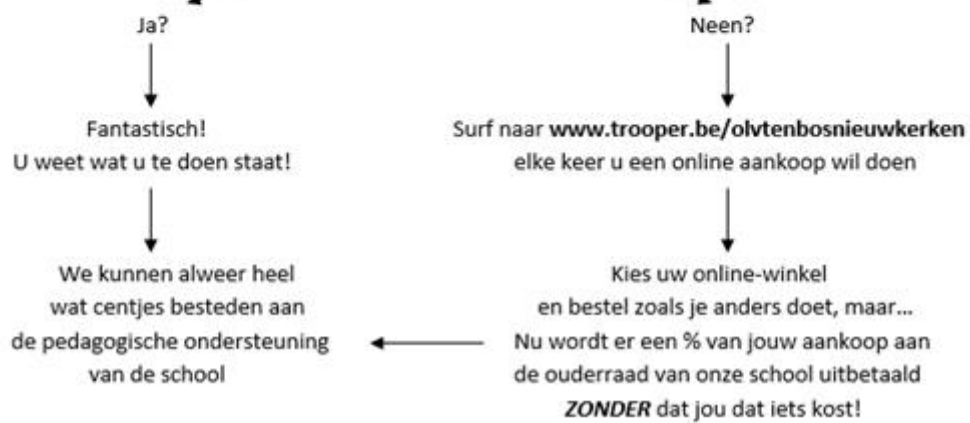 Ja?
Fantastisch!
U weet wat u te doen staat!
We kunnen alweer heel
wat centjes besteden aan
de pedagogische ondersteuning
van de school
Neen?
Surf naar www.trooper.be/olvtenbosnieuwkerken
elke keer u een online aankoop wil doen
Kies uw online-winkel
en bestel zoals je anders doet, maar...
Nu wordt er een % van jouw aankoop aan
de ouderraad van onze school uitbetaald
ZONDER dat jou dat iets kost!